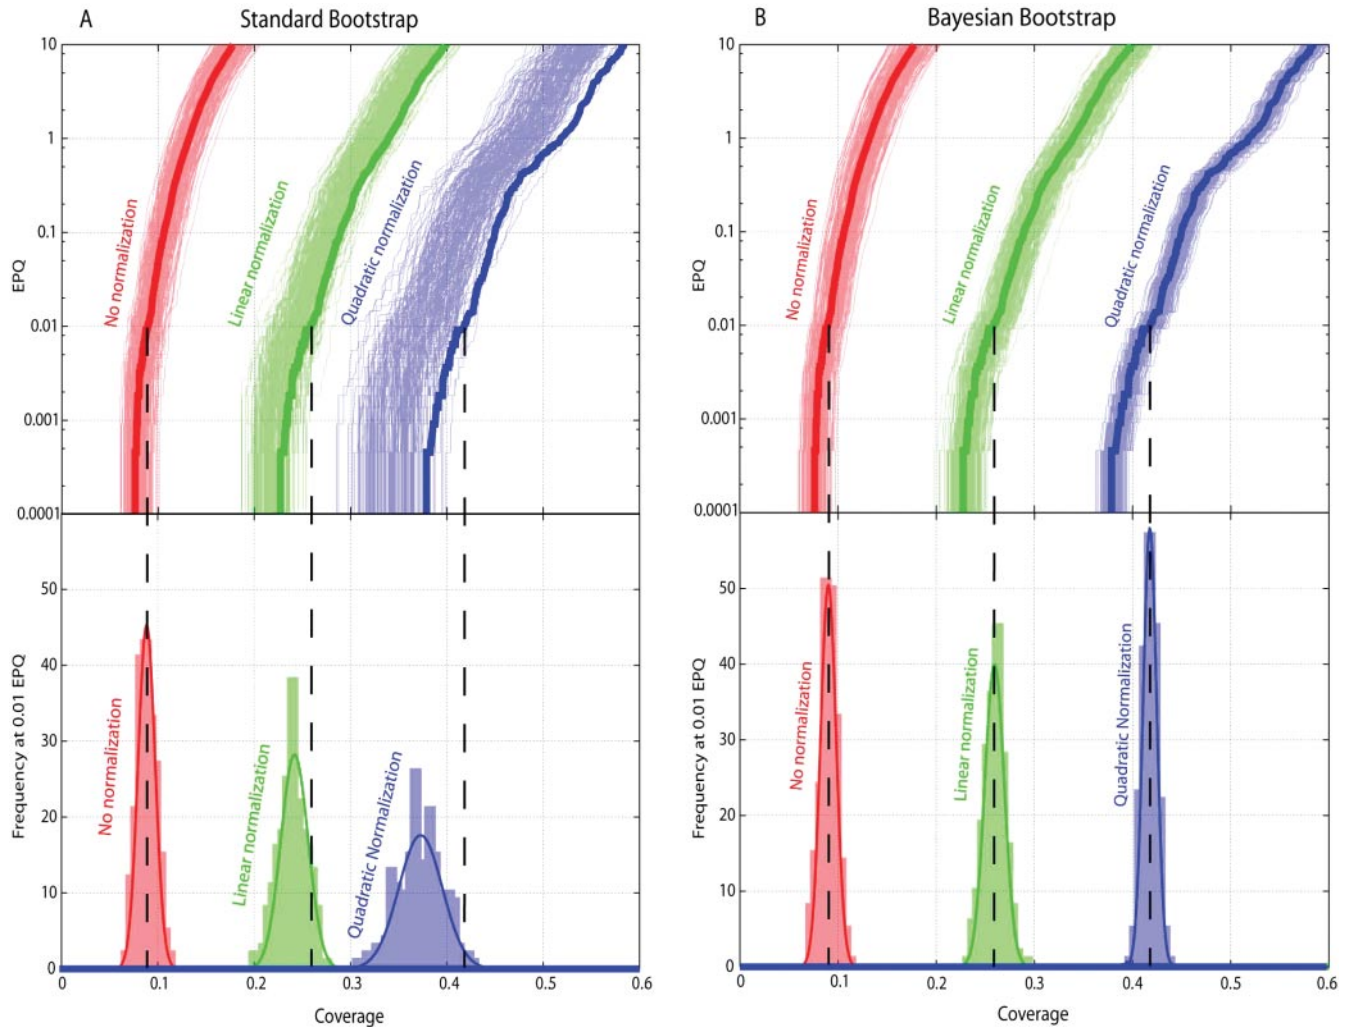 A
Standard Bootstrap
10
1
0.1
0.01
0.001
0.0001
EPQ
No normalization
Linear normalization
Quadratic normalization
50
40
30
20
10
0
Frequency at 0.01 EPQ
No normalization
Linear normalization
Quadratic Normalization
0
0.1
0.2
0.3
0.4
0.5
0.6
Coverage
B
Bayesian Bootstrap
10
1
0.1
0.01
0.001
0.0001
EPQ
No normalization
Linear normalization
Quadratic normalization
50
40
30
20
10
0
Frequency at 0.01 EPQ
No normalization
Linear normalization
Quadratic Normalization
0
0.1
0.2
0.3
0.4
0.5
0.6
Coverage